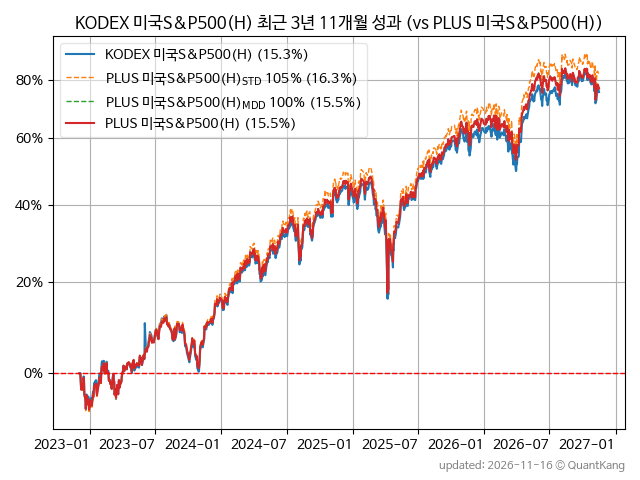 KODEX 미국S&P500(H) 최근 3년 11개월 성과 (vs PLUS 미국S&P500(H))
KODEX 미국S&P500(H) (15.3%)
PLUS 미국S&P500(H)STD 105% (16.3%)
PLUS 미국S&P500(H)MDD 100% (15.5%)
PLUS 미국S&P500(H) (15.5%)
80%
60%
40%
20%
0%
2023-01 2023-07 2024-01 2024-07 2025-01 2025-07 2026-01 2026-07 2027-01
updated: 2026-11-16 © QuantKang